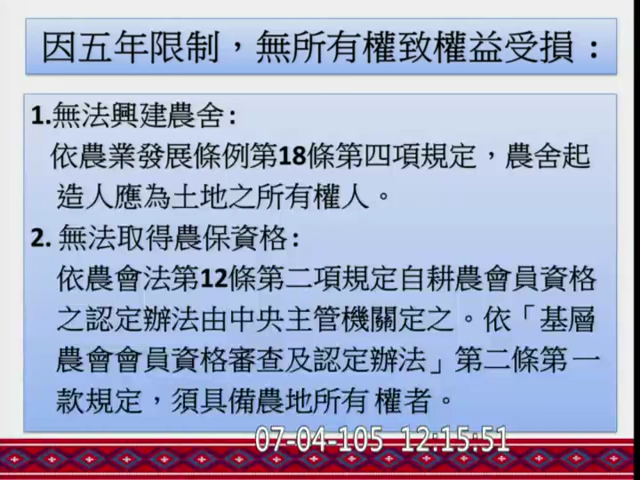 因五年限制，無所有權致權益受損：
1.無法興建農舍：
依農業發展條例第18條第四項規定，農舍起
造人應為土地之所有權人。
2. 無法取得農保資格：
依農會法第12條第二項規定自耕農會員資格
之認定辦法由中央主管機關定之。依「基層
農會會員資格審查及認定辦法」第二條第一
款規定，須具備農地所有權者。
07-04-105 12:15:51